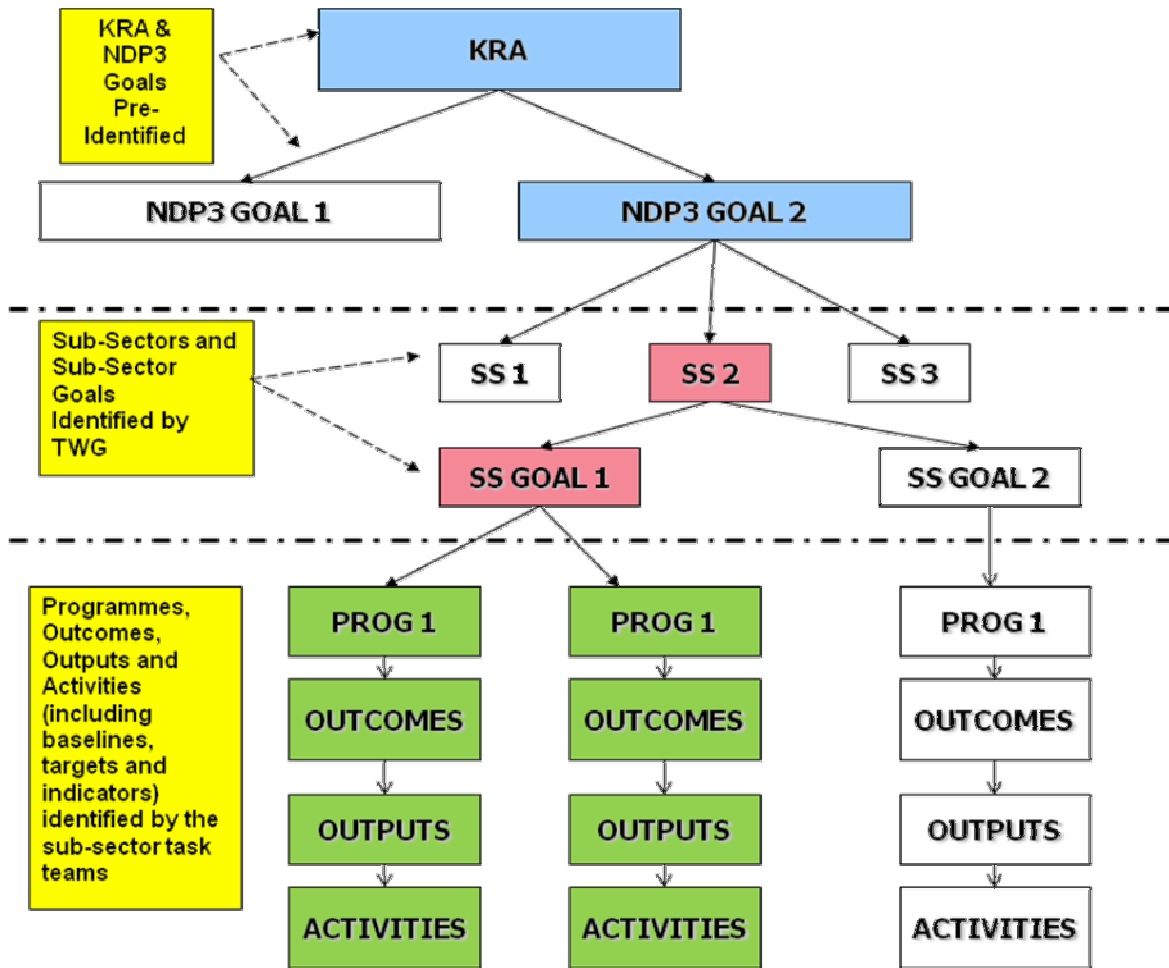 KRA &
NDP3
Goals
Pre-
Identified
KRA
NDP3 GOAL 1
NDP3 GOAL 2
Sub-Sectors and
Sub-Sector
Goals
Identified by
TWG
SS 1
SS 2
SS 3
SS GOAL 1
SS GOAL 2
Programmes,
Outcomes,
Outputs and
Activities
(including
baselines,
targets and
indicators)
identified by the
sub-sector task
teams
PROG 1
PROG 1
PROG 1
OUTCOMES
OUTCOMES
OUTCOMES
OUTPUTS
OUTPUTS
OUTPUTS
ACTIVITIES
ACTIVITIES
ACTIVITIES